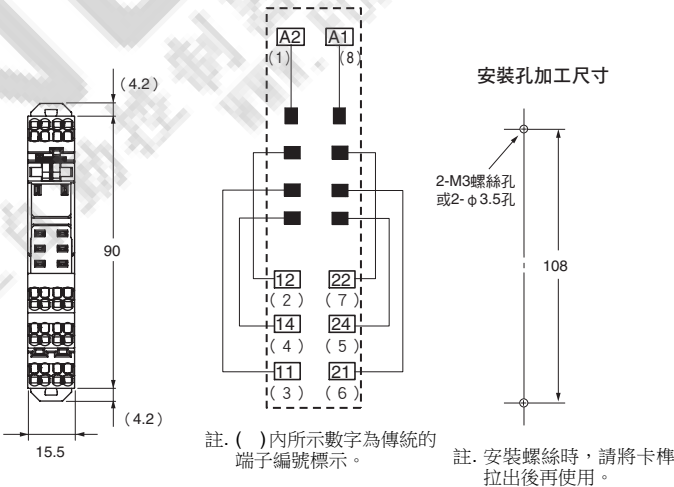 (4.2)
90
(4.2)
15.5
A2 A1
(1) (8)
12 22
(2) (7)
14 24
(4) (5)
11 21
(3) (6)
註. ( )內所示數字為傳統的
端子編號標示。
安裝孔加工尺寸
2-M3螺絲孔
或2-φ3.5孔
108
註. 安裝螺絲時，請將卡榫
拉出後再使用。